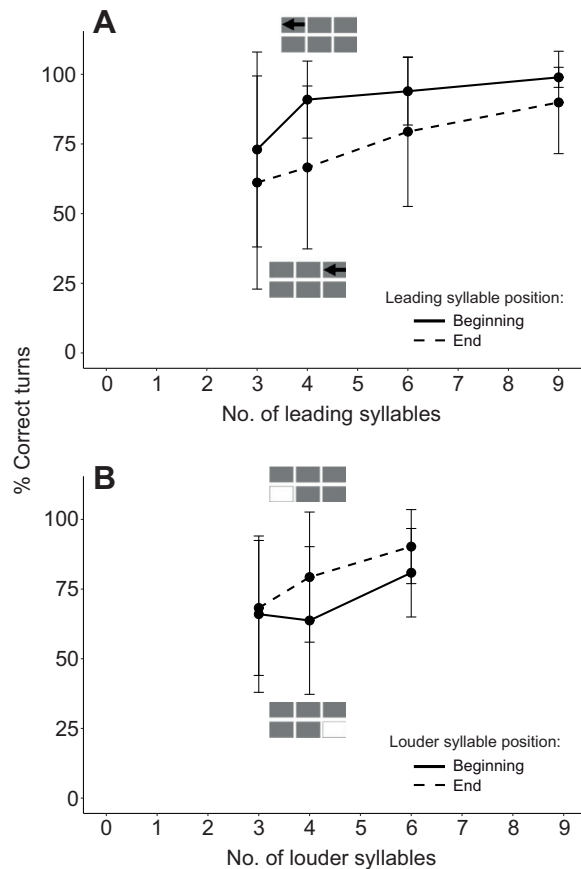 A
% Correct turns
100
75
50
25
0
Leading syllable position:
Beginning
End
0 1 2 3 4 6 7 8 9
No. of leading syllables
B
100
75
50
25
0
Louder syllable position:
Beginning
End
0 1 2 3 4 5 6 7 8 9
No. of louder syllables